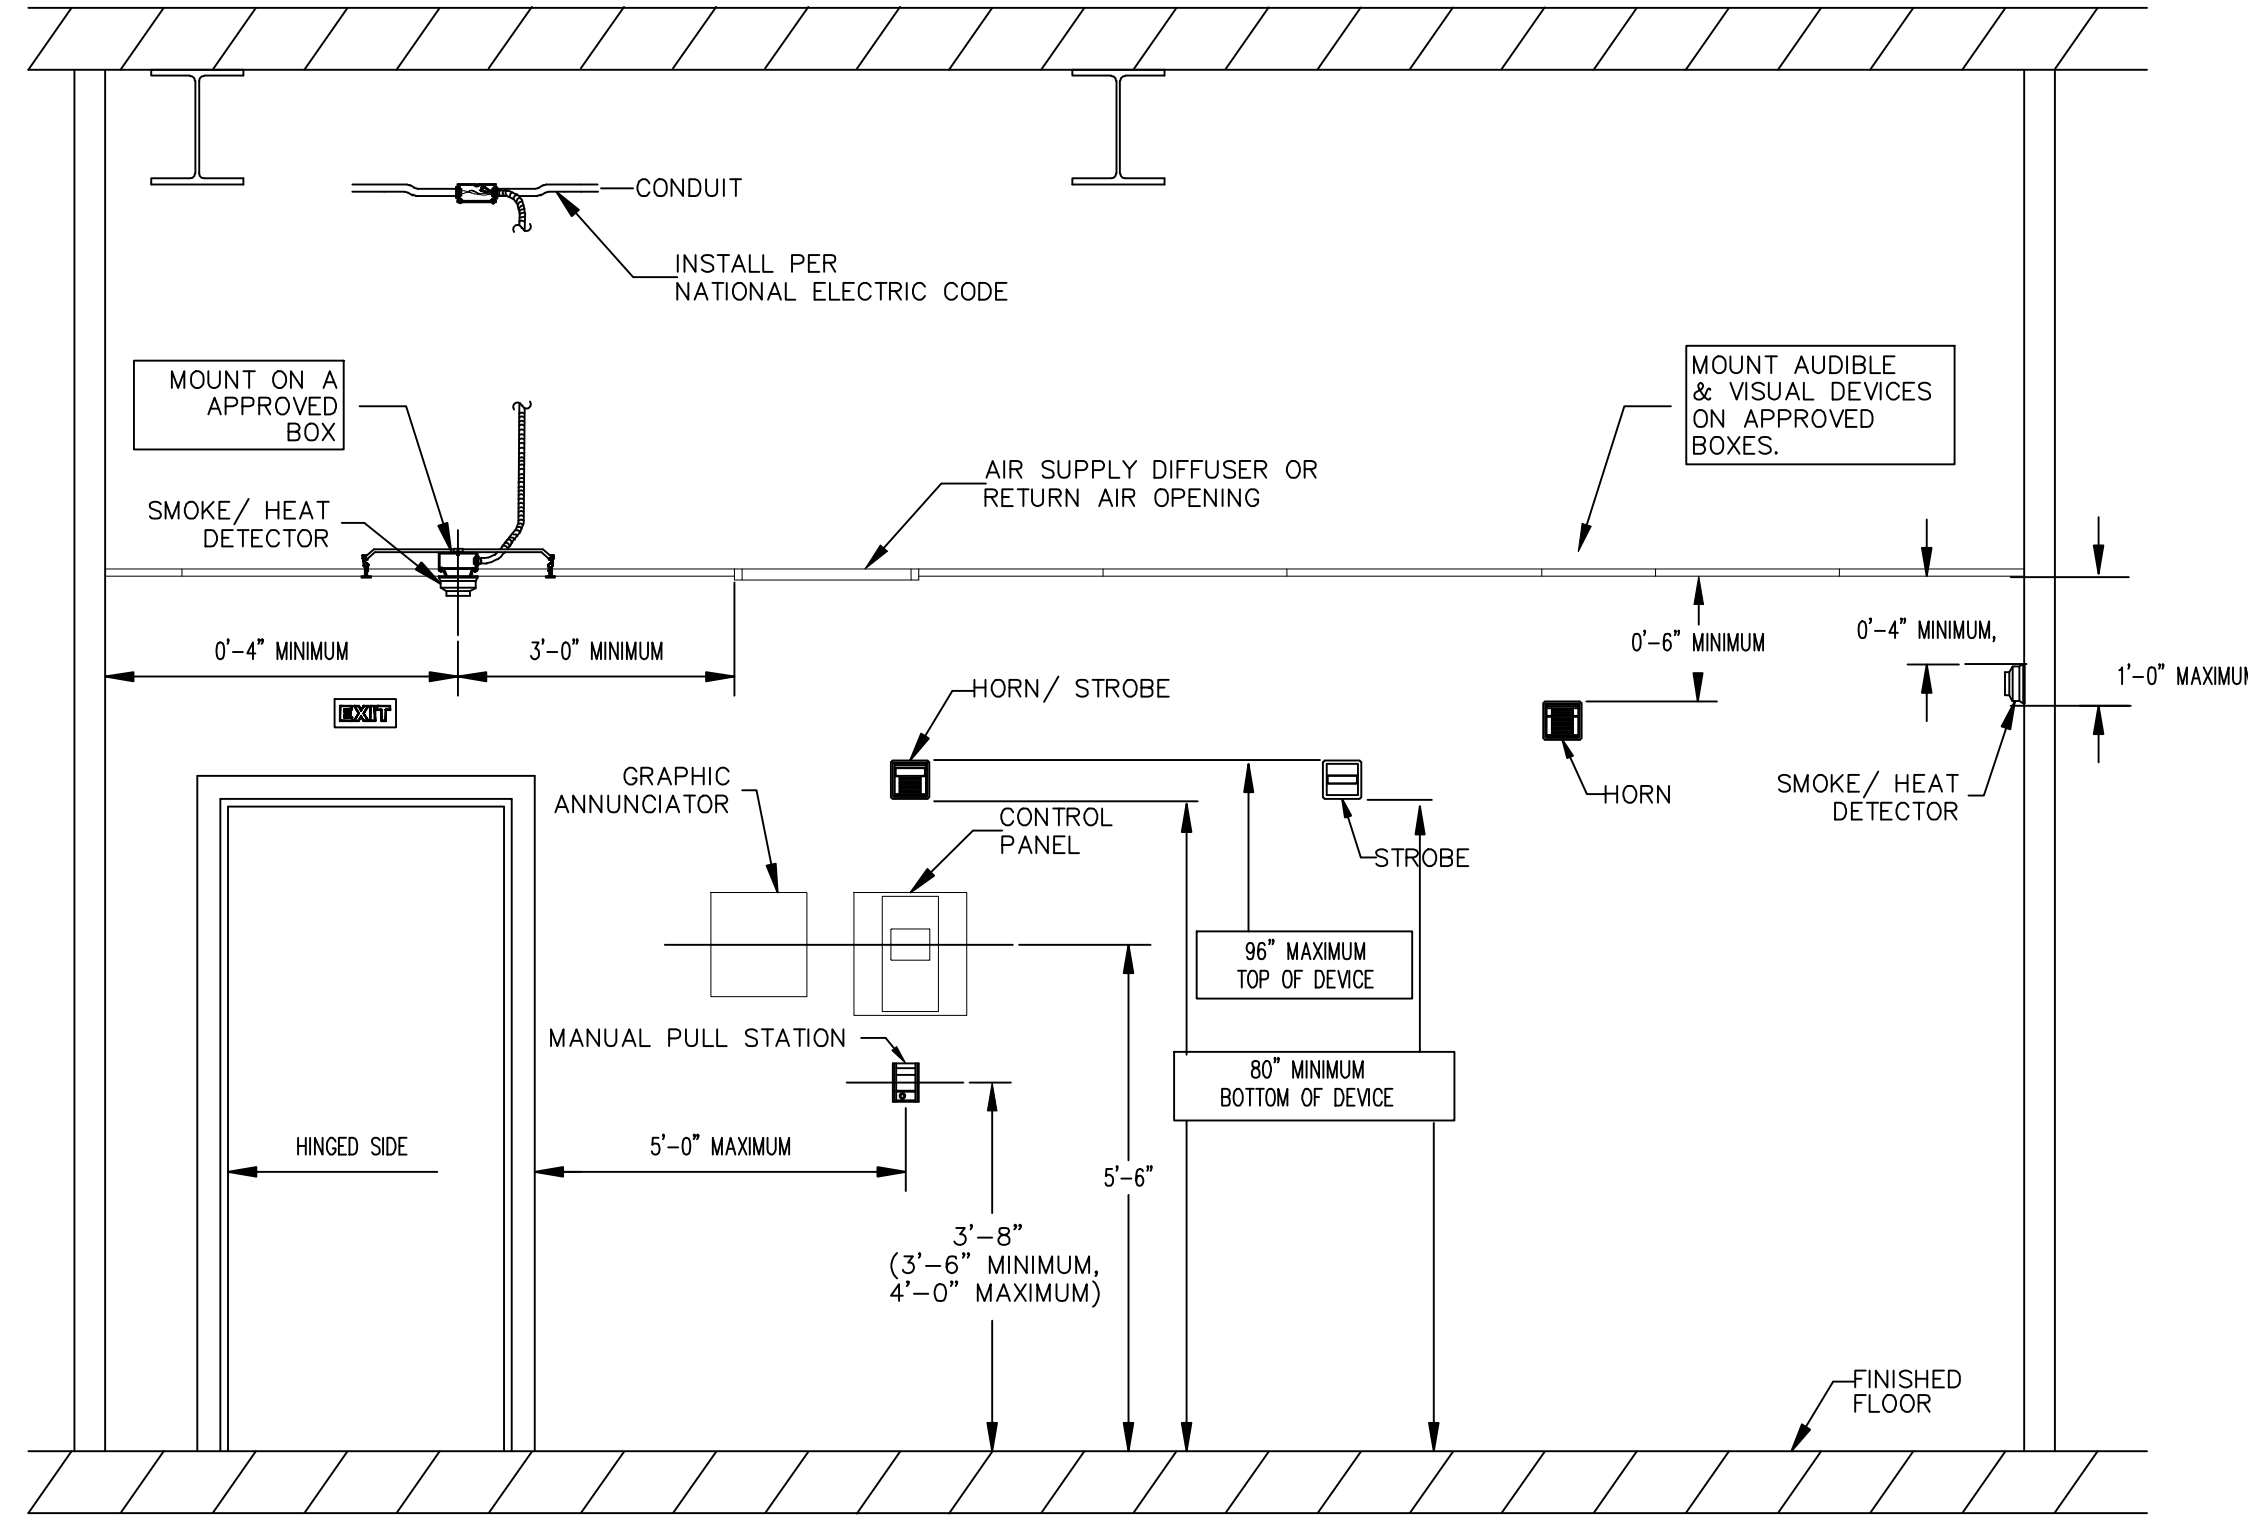 CONDUIT
INSTALL PER
NATIONAL ELECTRIC CODE
MOUNT ON A
APPROVED
BOX
MOUNT AUDIBLE
& VISUAL DEVICES
ON APPROVED
BOXES.
AIR SUPPLY DIFFUSER OR
RETURN AIR OPENING
SMOKE/ HEAT
DETECTOR
0'-4" MINIMUM
3'-0" MINIMUM
0'-6" MINIMUM
0'-4" MINIMUM,
1'-0" MAXIMUM
EXIT
HORN/ STROBE
GRAPHIC
ANNUNCIATOR
CONTROL
PANEL
STROBE
HORN
SMOKE/ HEAT
DETECTOR
96" MAXIMUM
TOP OF DEVICE
MANUAL PULL STATION
80" MINIMUM
BOTTOM OF DEVICE
HINGED SIDE
5'-0" MAXIMUM
5'-6"
3'-8"
(3'-6" MINIMUM,
4'-0" MAXIMUM)
FINISHED
FLOOR